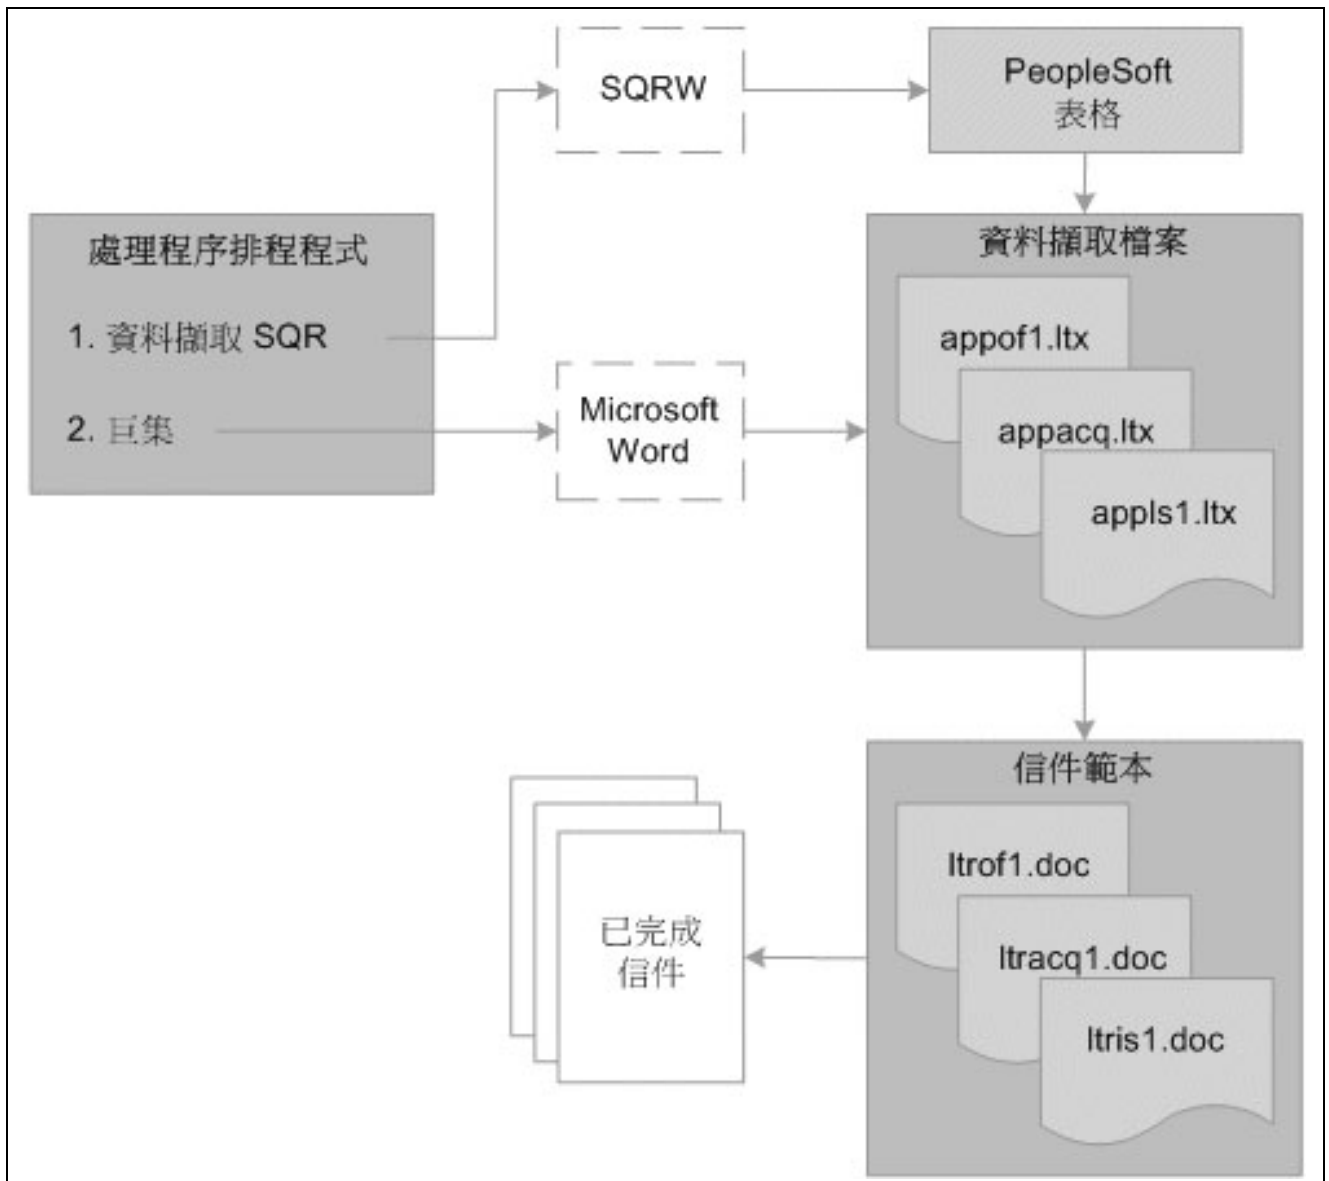 SQRW
PeopleSoft
表格
處理程序排程程式
1. 資料擷取 SQR
2. 巨集
Microsoft
Word
資料擷取檔案
appof1.ltx
appacq.ltx
appls1.ltx
信件範本
ltrof1.doc
ltracq1.doc
ltris1.doc
已完成
信件